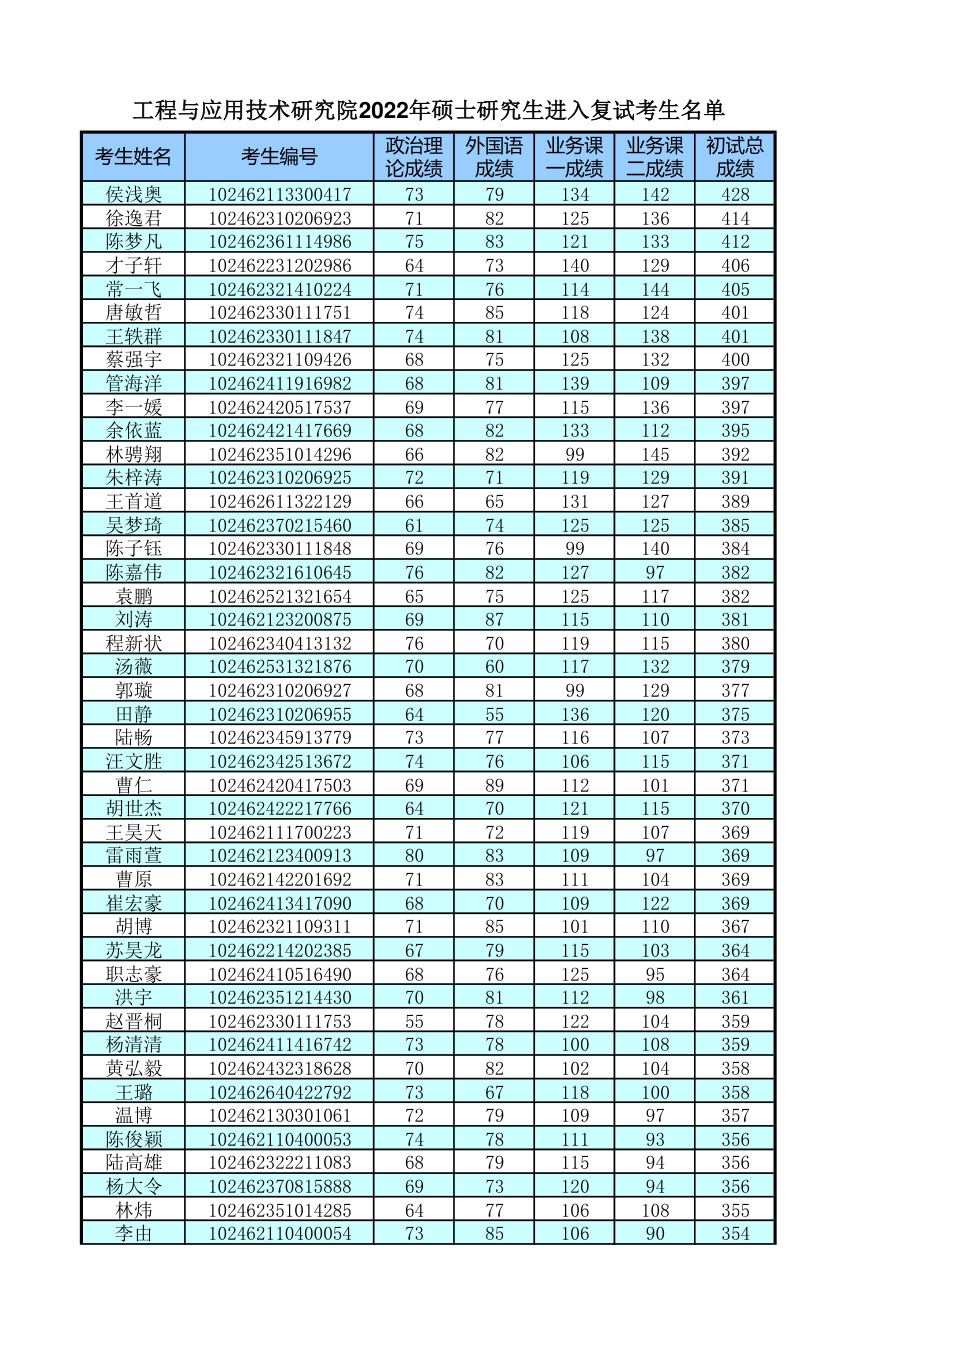 工程与应用技术研究院2022年硕士研究生进入复试考生名单
考生姓名 考生编号 政治理论成绩 外国语成绩 业务课一成绩 业务课二成绩 初试总成绩
侯浅奥 102462113300417 73 79 134 142 428
徐逸君 102462310206923 71 82 125 136 414
陈梦凡 102462361114986 75 83 121 133 412
才子轩 102462231202986 64 73 140 129 406
常一飞 102462321410224 71 76 114 144 405
唐敏哲 102462330111751 74 85 118 124 401
王轶群 102462330111847 74 81 108 138 401
蔡强宇 102462321109426 68 75 125 132 400
管海洋 102462411916982 68 81 139 109 397
李一媛 102462420517537 69 77 115 136 397
余依蓝 102462421417669 68 82 133 112 395
林骋翔 102462351014296 66 82 99 145 392
朱梓涛 102462310206925 72 71 119 129 391
王首道 102462611322129 66 65 131 127 389
吴梦琦 102462370215460 61 74 125 125 385
陈子钰 102462330111848 69 76 99 140 384
陈嘉伟 102462321610645 76 82 127 97 382
袁鹏 102462521321654 65 75 125 117 382
刘涛 102462123200875 69 87 115 110 381
程新状 102462340413132 76 70 119 115 380
汤薇 102462531321876 70 60 117 132 379
郭璇 102462310206927 68 81 99 129 377
田静 102462310206955 64 55 136 120 375
陆畅 102462345913779 73 77 116 107 373
汪文胜 102462342513672 74 76 106 115 371
曹仁 102462420417503 69 89 112 101 371
胡世杰 102462422217766 64 70 121 115 370
王昊天 102462111700223 71 72 119 107 369
雷雨萱 102462123400913 80 83 109 97 369
曹原 102462142201692 71 83 111 104 369
崔宏豪 102462413417090 68 70 109 122 369
胡博 102462321109311 71 85 101 110 367
苏昊龙 102462214202385 67 79 115 103 364
职志豪 102462410516490 68 76 125 95 364
洪宇 102462351214430 70 81 112 98 361
赵晋桐 102462330111753 55 78 122 104 359
杨清清 102462411416742 73 78 100 108 359
黄弘毅 102462432318628 70 82 102 104 358
王璐 102462640422792 73 67 118 100 358
温博 102462130301061 72 79 109 97 357
陈俊颖 102462110400053 74 78 111 93 356
陆高雄 102462322211083 68 79 115 94 356
杨大令 102462370815888 69 73 120 94 356
林炜 102462351014285 64 77 106 108 355
李由 102462110400054 73 85 106 90 354